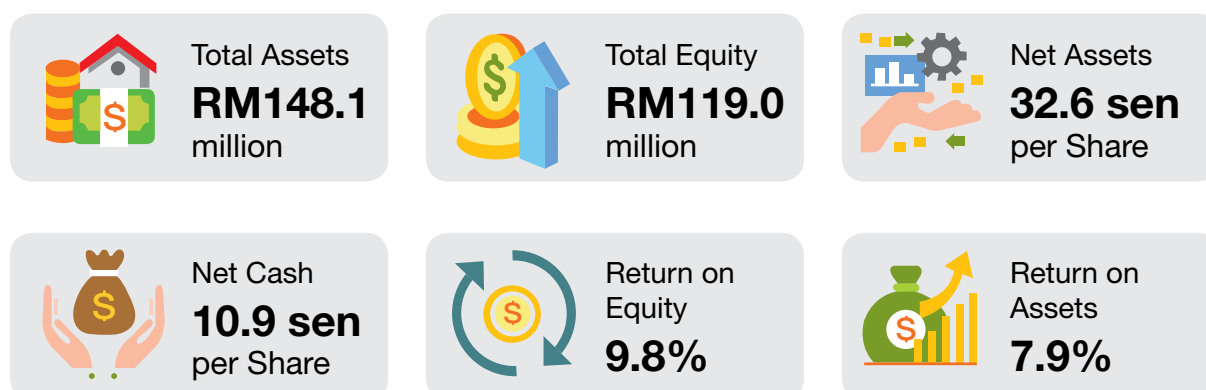 Total Assets
RM148.1
million
Total Equity
RM119.0
million
Net Assets
32.6 sen
per Share
Net Cash
10.9 sen
per Share
Return on
Equity
9.8%
Return on
Assets
7.9%